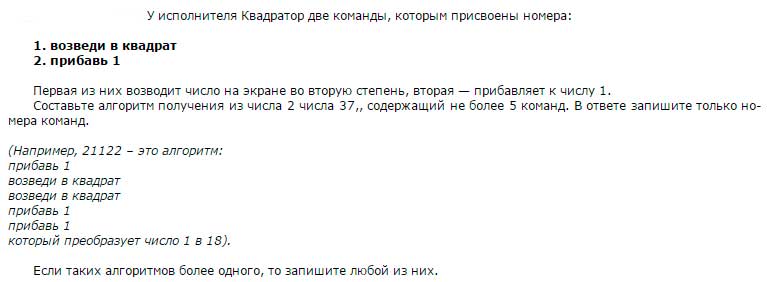 У исполнителя Квадратор две команды, которым присвоены номера:
1. возведи в квадрат
2. прибавь 1
Первая из них возводит число на экране во вторую степень, вторая — прибавляет к числу 1.
Составьте алгоритм получения из числа 2 числа 37,, содержащий не более 5 команд. В ответе запишите только но-
мера команд.
(Например, 21122 – это алгоритм:
прибавь 1
возведи в квадрат
возведи в квадрат
прибавь 1
прибавь 1
который преобразует число 1 в 18).
Если таких алгоритмов более одного, то запишите любой из них.